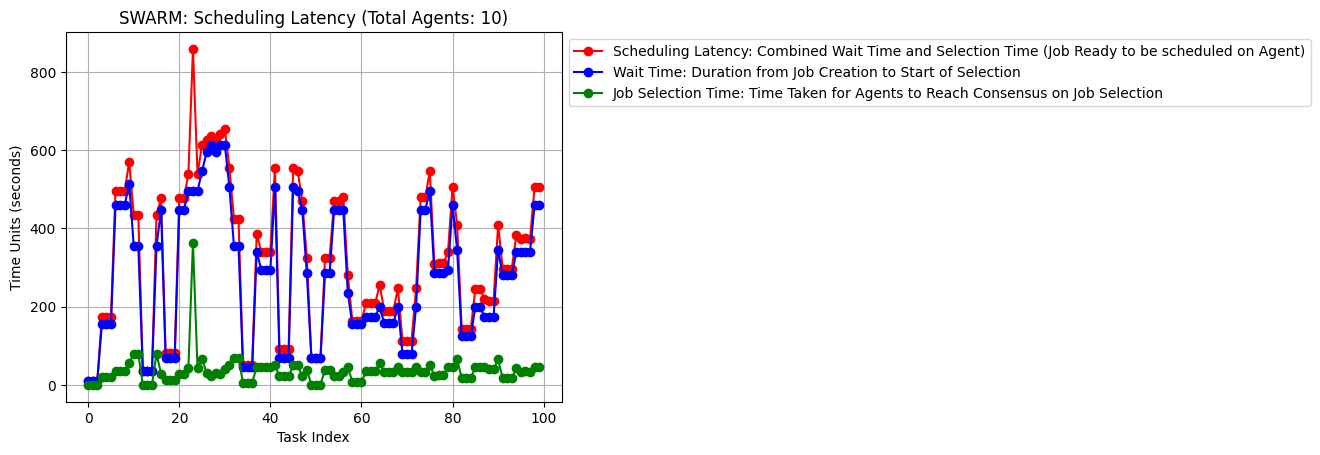 SWARM: Scheduling Latency (Total Agents: 10)
Scheduling Latency: Combined Wait Time and Selection Time (Job Ready to be scheduled on Agent)
Wait Time: Duration from Job Creation to Start of Selection
Job Selection Time: Time Taken for Agents to Reach Consensus on Job Selection
Time Units (seconds)
800
600
400
200
0
0 20 40 60 80 100
Task Index